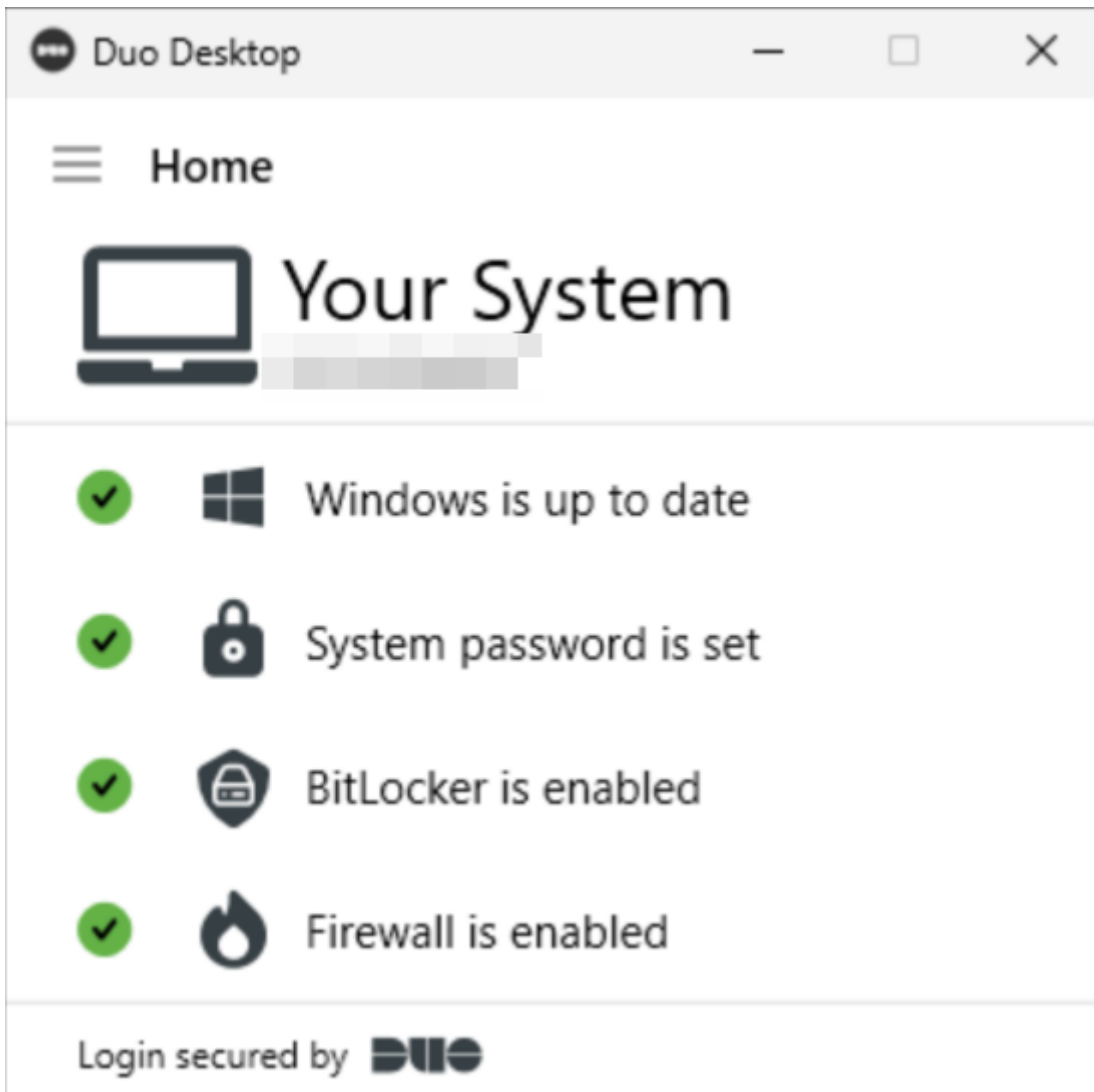 Duo Desktop
Home
Your System
Windows is up to date
System password is set
BitLocker is enabled
Firewall is enabled
Login secured by DUO